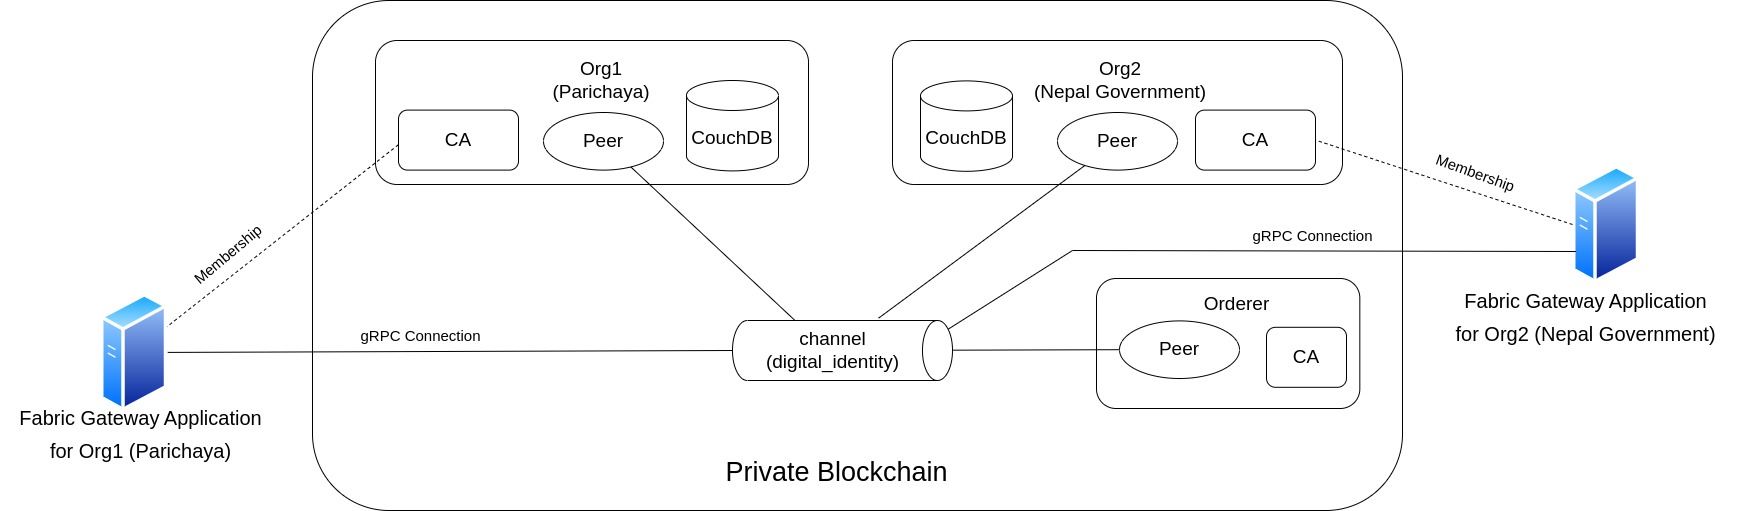 Org1
(Parichaya)
CA
Peer
CouchDB
Org2
(Nepal Government)
CouchDB
Peer
CA
Membership
Membership
gRPC Connection
Fabric Gateway Application
for Org2 (Nepal Government)
Orderer
Peer
CA
gRPC Connection
channel
(digital_identity)
Fabric Gateway Application
for Org1 (Parichaya)
Private Blockchain